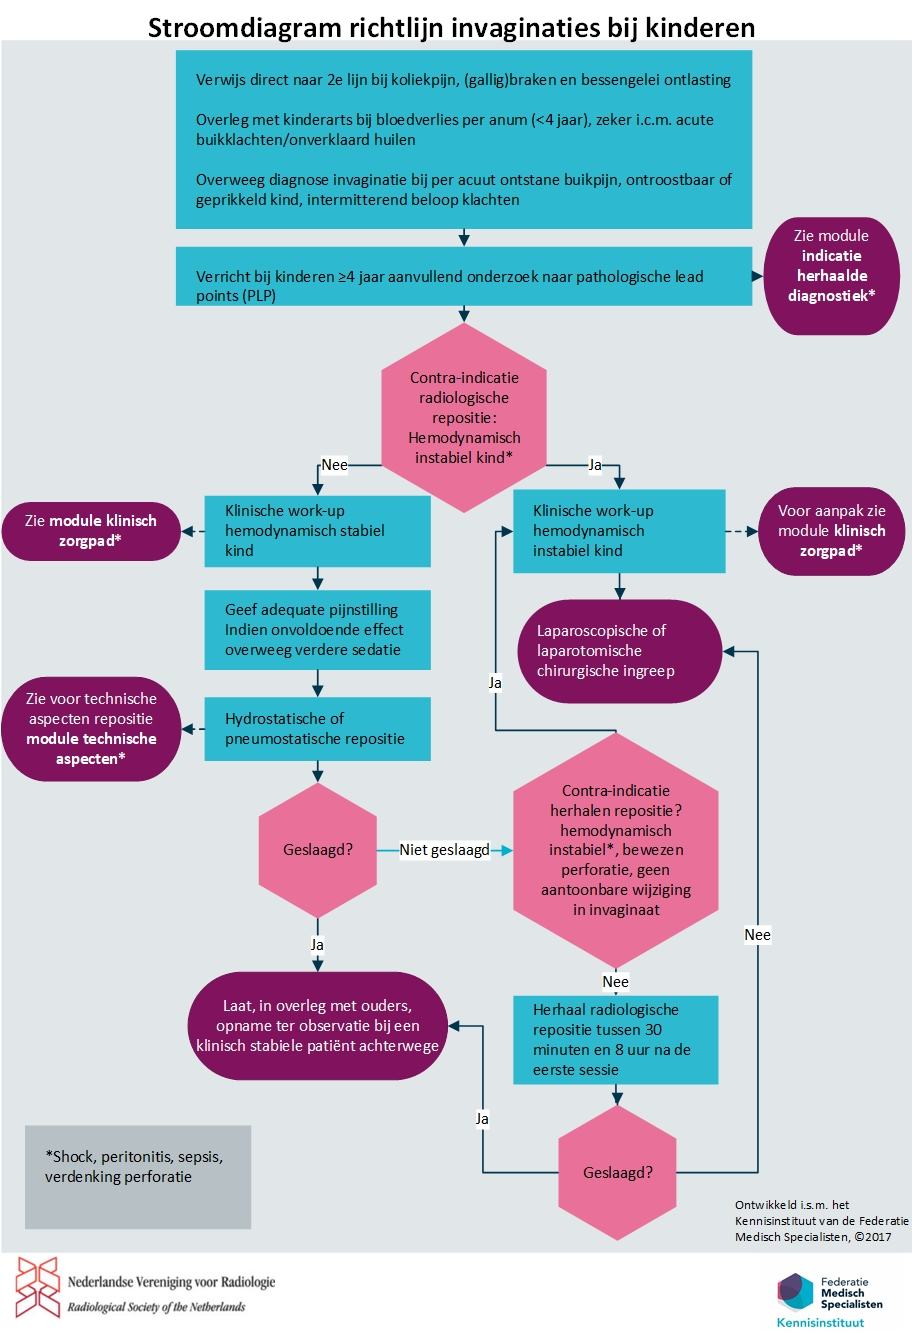 Stroomdiagram richtlijn invaginaties bij kinderen
Verwijs direct naar 2e lijn bij koliekpijn, (gallig)braken en bessengelei ontlasting
Overleg met kinderarts bij bloedverlies per anum (<4 jaar), zeker i.c.m. acute
buikklachten/onverklaard huilen
Overweeg diagnose invaginatie bij per acuut ontstane buikpijn, ontroostbaar of
geprikkeld kind, intermitterend beloop klachten
Verricht bij kinderen ≥4 jaar aanvullend onderzoek naar pathologische lead
points (PLP)
Zie module
indicatie
herhaalde
diagnostiek*
Contra-indicatie
radiologische
repositie:
Hemodynamisch
instabiel kind*
Nee
Ja
Zie module klinisch
zorgpad*
Klinische work-up
hemodynamisch stabiel
kind
Klinische work-up
hemodynamisch
instabiel kind
Voor aanpak zie
module klinisch
zorgpad*
Geef adequate pijnstilling
Indien onvoldoende effect
overweeg verdere sedatie
Laparoscopische of
laparotomische
chirurgische ingreep
Ja
Zie voor technische
aspecten repositie
module technische
aspecten*
Hydrostatische of
pneumostatische repositie
Geslaagd?
Niet geslaagd
Contra-indicatie
herhalen repositie?
hemodynamisch
instabiel*, bewezen
perforatie, geen
aantoonbare wijziging
in invaginaat
Nee
Ja
Nee
Laat, in overleg met ouders,
opname ter observatie bij een
klinisch stabiele patiënt achterwege
Herhaal radiologische
repositie tussen 30
minuten en 8 uur na de
eerste sessie
Ja
Geslaagd?
*Shock, peritonitis, sepsis,
verdenking perforatie
Ontwikkeld i.s.m. het
Kennisinstituut van de Federatie
Medisch Specialisten, ©2017
Nederlandse Vereniging voor Radiologie
Radiological Society of the Netherlands
Federatie
Medisch
Specialisten
Kennisinstituut